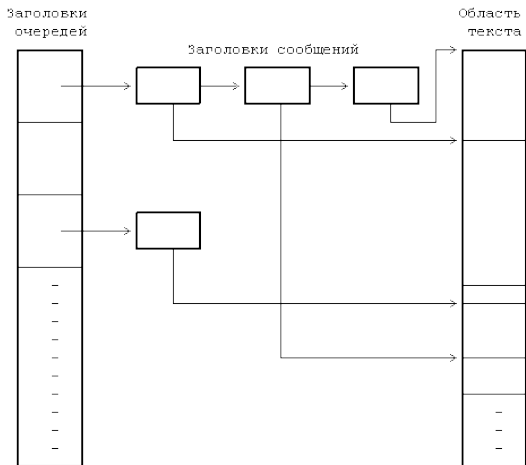 Заголовки
очередей
Заголовки сообщений
Область
текста